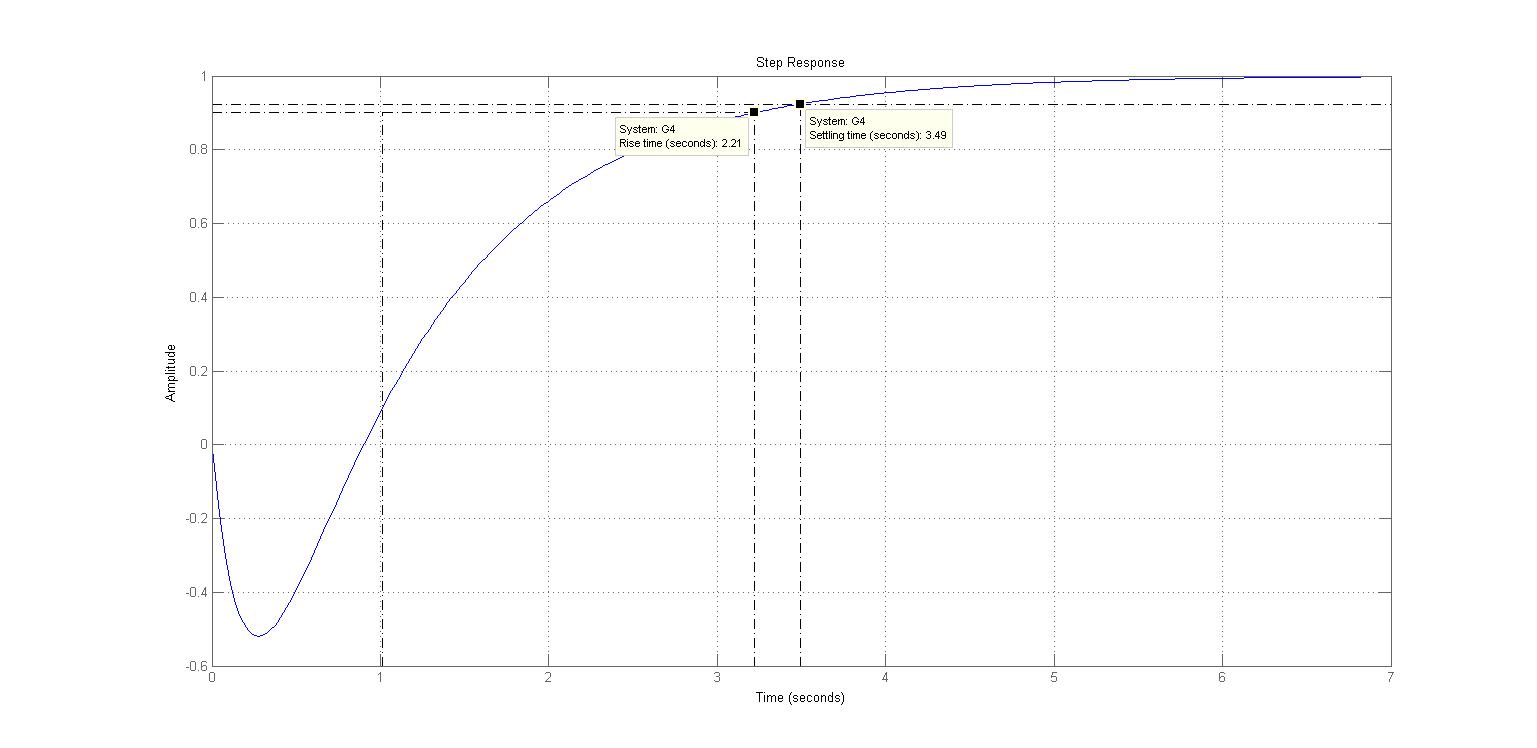 Step Response
1
0.8
0.6
0.4
0.2
0
-0.2
-0.4
-0.6
Amplitude
System: G4
Rise time (seconds): 2.21
System: G4
Settling time (seconds): 3.49
0 1 2 3 4 5 6 7
Time (seconds)